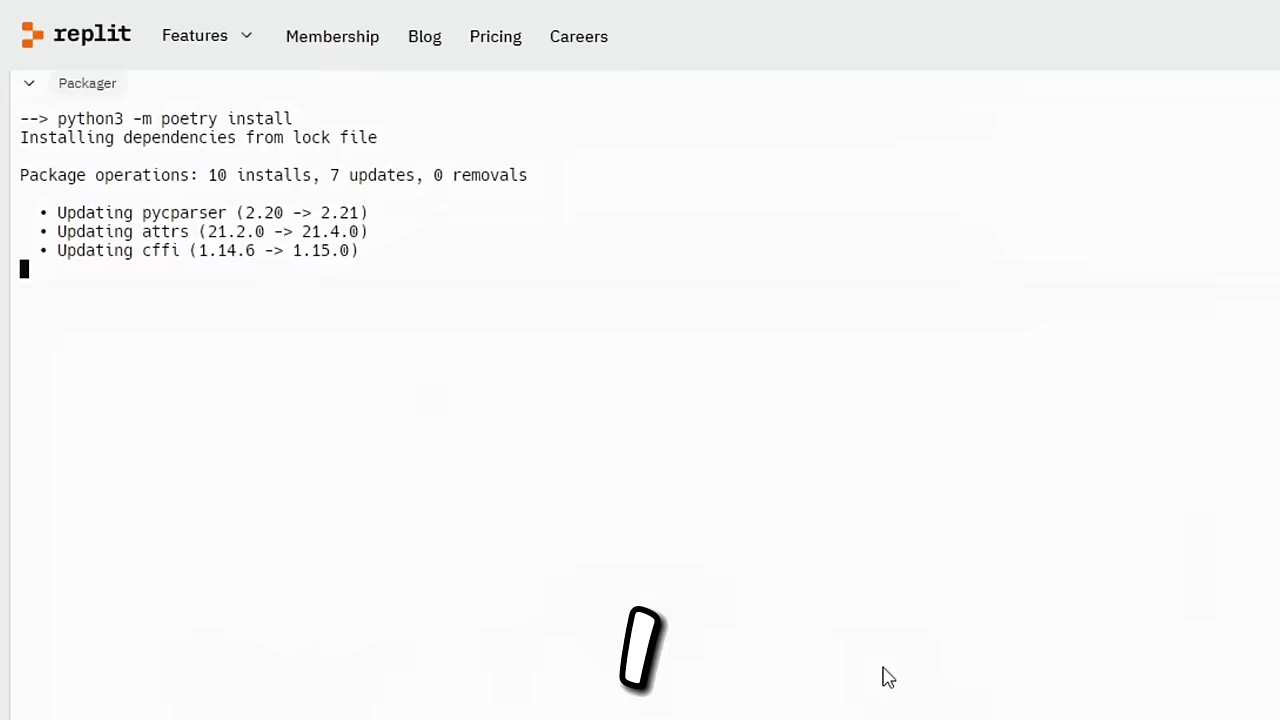 replit Features Membership Blog Pricing Careers
Packager
--> python3 -m poetry install
Installing dependencies from lock file
Package operations: 10 installs, 7 updates, 0 removals
• Updating pycparser (2.20 -> 2.21)
• Updating attrs (21.2.0 -> 21.4.0)
• Updating cffi (1.14.6 -> 1.15.0)
I